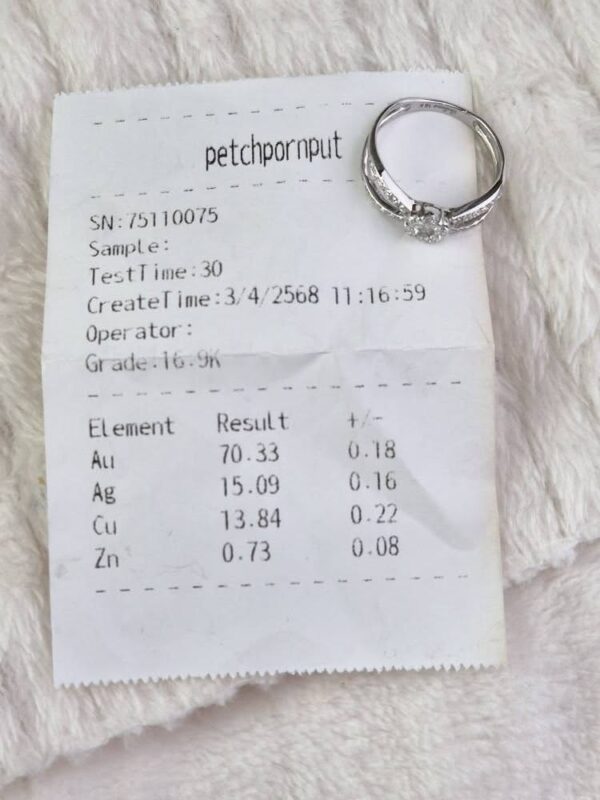 petchpornput
SN:75110075
Sample:
TestTime:30
CreateTime:3/4/2568 11:16:59
Operator:
Grade:16.9K
Element Result +/-
Au 70.33 0.18
Ag 15.09 0.16
Cu 13.84 0.22
Zn 0.73 0.08